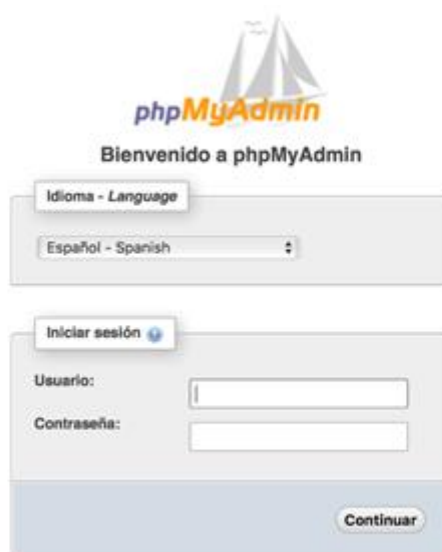 phpMyAdmin
Bienvenido a phpMyAdmin
Idioma - Language
Español - Spanish
Iniciar sesión
Usuario:
Contraseña:
Continuar